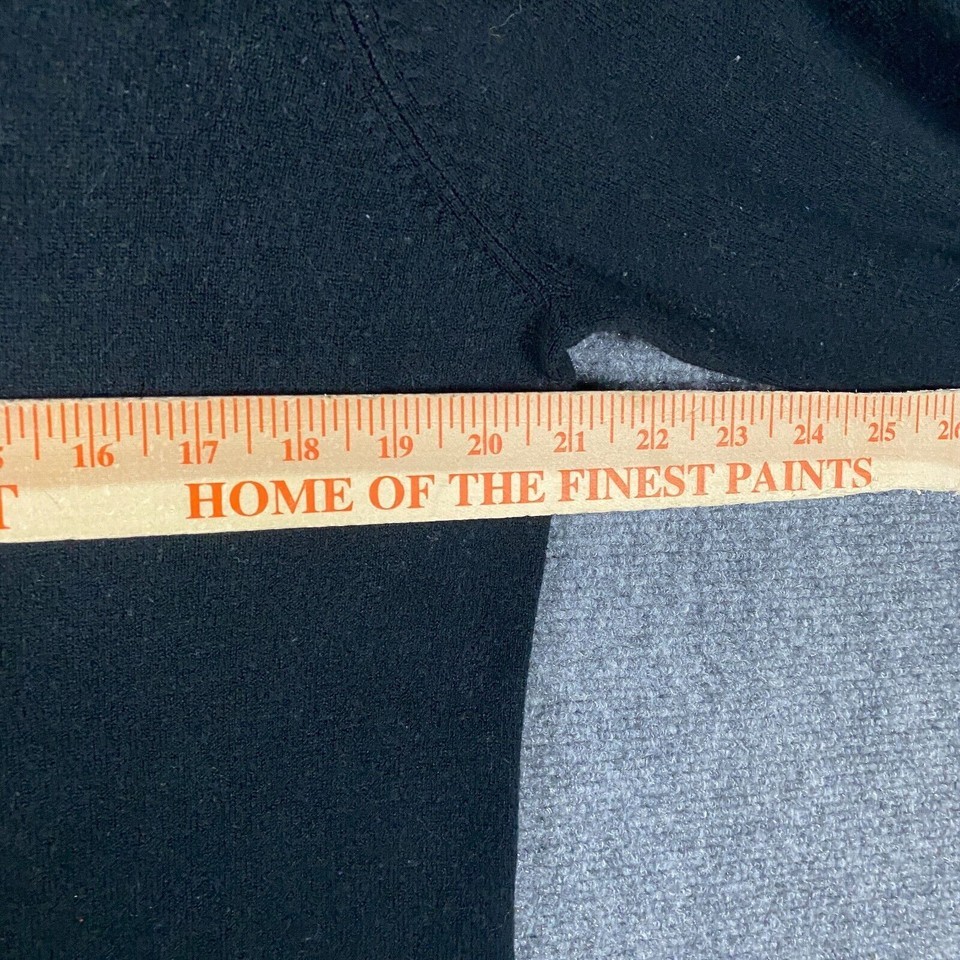 16 17 18 19 20 21 22 23 24 25
HOME OF THE FINEST PAINTS